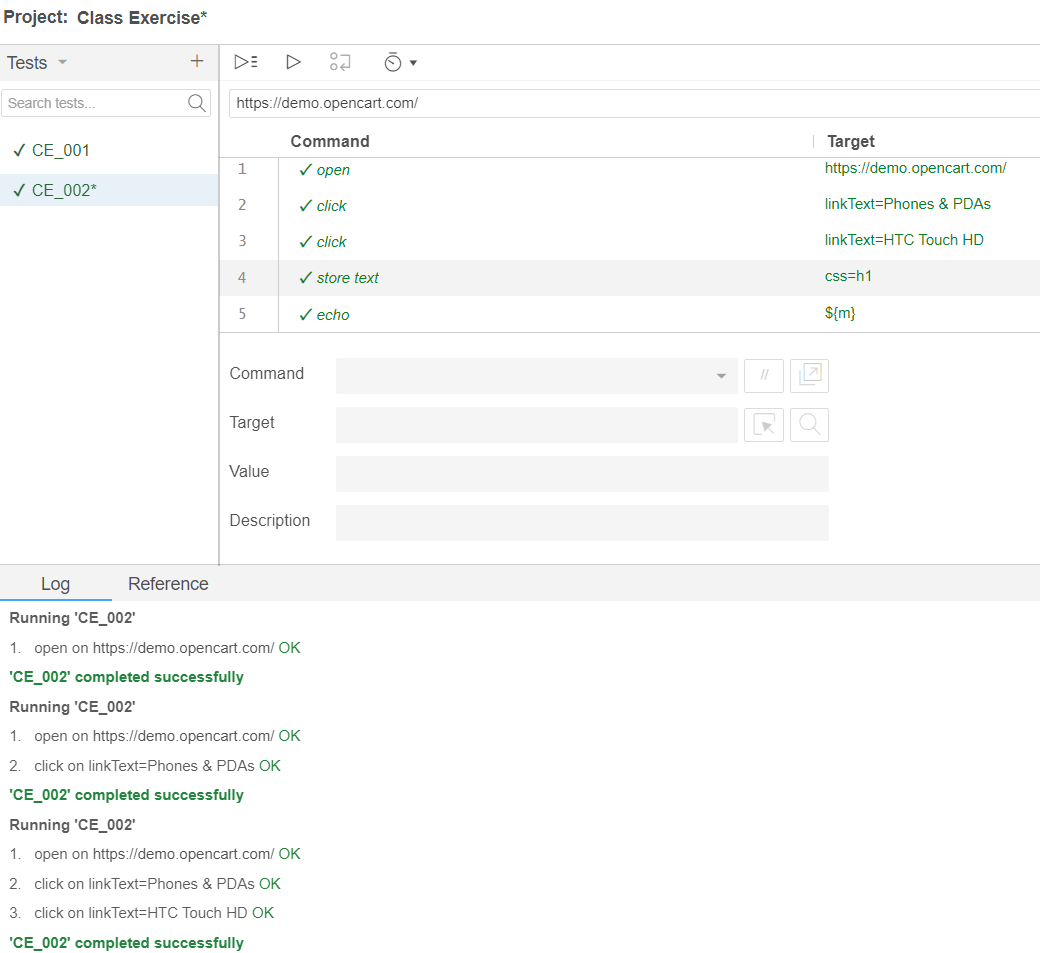 Project: Class Exercise*
Tests
Search tests...
CE_001
CE_002*
https://demo.opencart.com/
Command Target
1 open https://demo.opencart.com/
2 click linkText=Phones & PDAs
3 click linkText=HTC Touch HD
4 store text css=h1
5 echo ${m}
Command //
Target
Value
Description
Log Reference
Running 'CE_002'
1. open on https://demo.opencart.com/ OK
'CE_002' completed successfully
Running 'CE_002'
1. open on https://demo.opencart.com/ OK
2. click on linkText=Phones & PDAs OK
'CE_002' completed successfully
Running 'CE_002'
1. open on https://demo.opencart.com/ OK
2. click on linkText=Phones & PDAs OK
3. click on linkText=HTC Touch HD OK
'CE_002' completed successfully